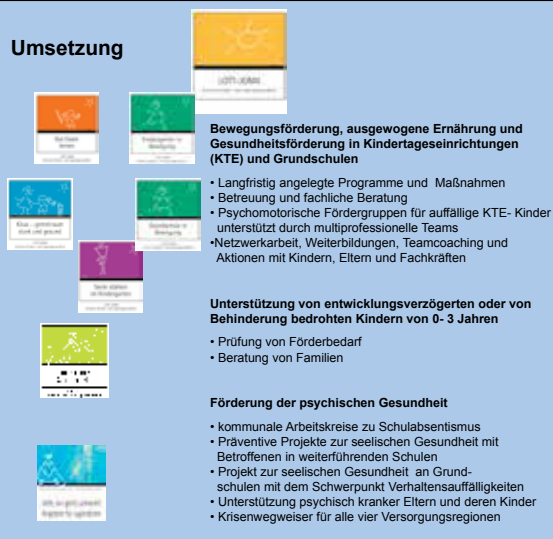 Umsetzung
LOTT JONN
Bewegungsförderung, ausgewogene Ernährung und
Gesundheitsförderung in Kindertageseinrichtungen
(KTE) und Grundschulen
• Langfristig angelegte Programme und Maßnahmen
• Betreuung und fachliche Beratung
• Psychomotorische Fördergruppen für auffällige KTE- Kinder
unterstützt durch multiprofessionelle Teams
•Netzwerkarbeit, Weiterbildungen, Teamcoaching und
Aktionen mit Kindern, Eltern und Fachkräften
Unterstützung von entwicklungsverzögerten oder von
Behinderung bedrohten Kindern von 0- 3 Jahren
• Prüfung von Förderbedarf
• Beratung von Familien
Förderung der psychischen Gesundheit
• kommunale Arbeitskreise zu Schulabsentismus
• Präventive Projekte zur seelischen Gesundheit mit
Betroffenen in weiterführenden Schulen
• Projekt zur seelischen Gesundheit an Grund-
schulen mit dem Schwerpunkt Verhaltensauffälligkeiten
• Unterstützung psychisch kranker Eltern und deren Kinder
• Krisenwegweiser für alle vier Versorgungsregionen